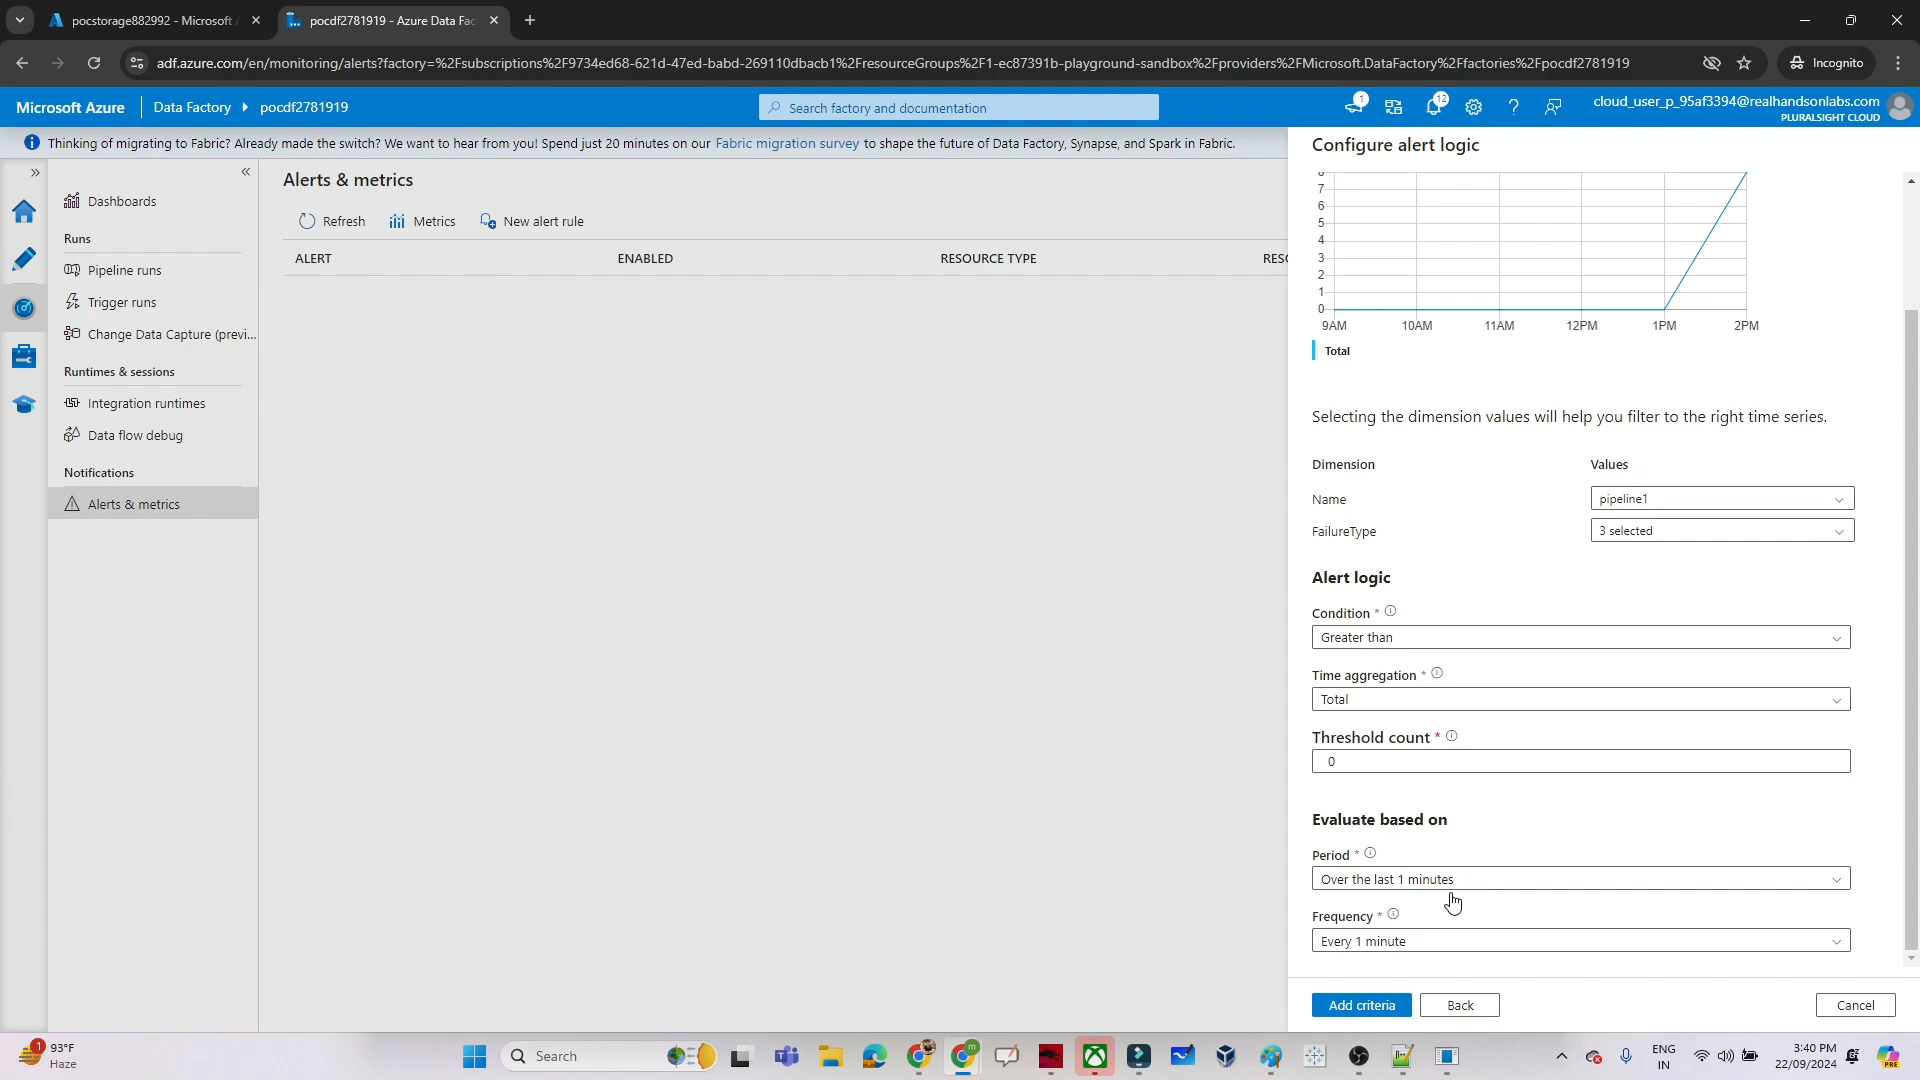 pocstorage882992 - Microsoft A
pocdf2781919 - Azure Data Fac
adf.azure.com/en/monitoring/alerts?factory=%2Fsubscriptions%2F9734ed68-621d-47ed-babd-269110dbacb1%2FresourceGroups%2F1-ec87391b-playground-sandbox%2Fproviders%2FMicrosoft.DataFactory%2Ffactories%2Fpocdf2781919
Incognito
Microsoft Azure
Data Factory
pocdf2781919
Search factory and documentation
1
12
cloud_user_p_95af3394@realhandsonlabs.com
PLURALSIGHT CLOUD
Thinking of migrating to Fabric? Already made the switch? We want to hear from you! Spend just 20 minutes on our Fabric migration survey to shape the future of Data Factory, Synapse, and Spark in Fabric.
Dashboards
Runs
Pipeline runs
Trigger runs
Change Data Capture (previ...
Runtimes & sessions
Integration runtimes
Data flow debug
Notifications
Alerts & metrics
Alerts & metrics
Refresh
Metrics
New alert rule
ALERT
ENABLED
RESOURCE TYPE
RESC
Configure alert logic
8
7
6
5
4
3
2
1
0
9AM
10AM
11AM
12PM
1PM
2PM
Total
Selecting the dimension values will help you filter to the right time series.
Dimension
Values
Name
pipeline1
FailureType
3 selected
Alert logic
Condition *
Greater than
Time aggregation *
Total
Threshold count *
0
Evaluate based on
Period *
Over the last 1 minutes
Frequency *
Every 1 minute
Add criteria
Back
Cancel
1
93°F
Haze
Search
m
ENG
IN
3:40 PM
22/09/2024
PRE